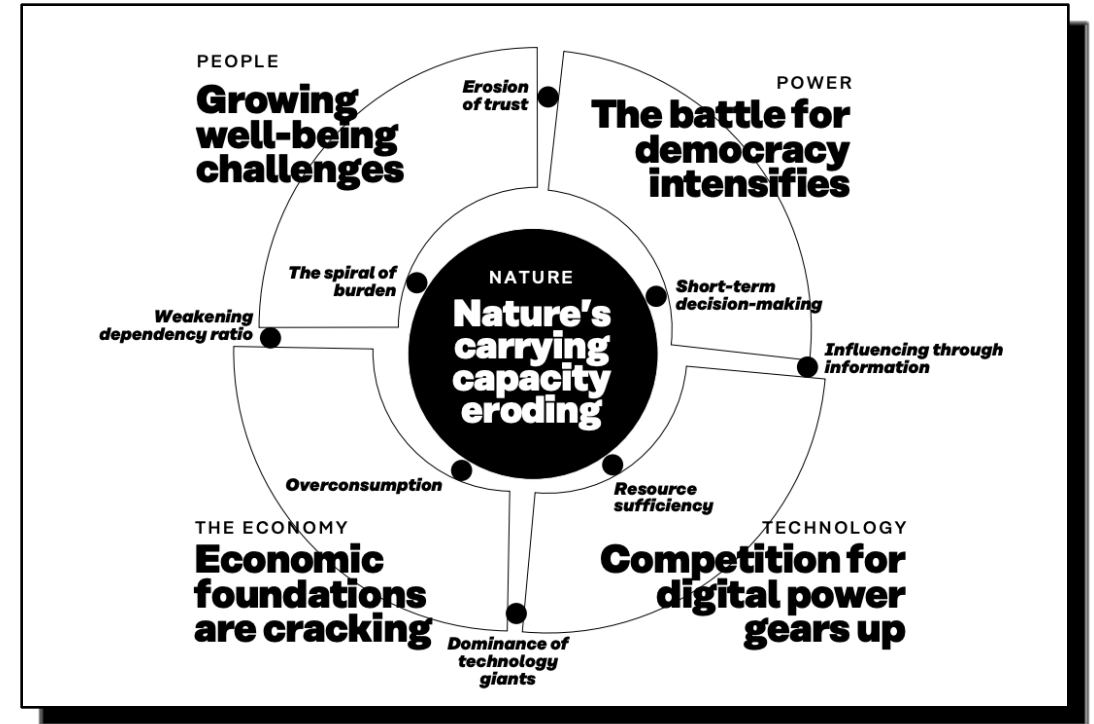 PEOPLE
Growing
well-being
challenges
Erosion
of trust
POWER
The battle for
democracy
intensifies
The spiral of
burden
Weakening
dependency ratio
NATURE
Nature's
carrying
capacity
eroding
Short-term
decision-making
Influencing through
information
Overconsumption
Resource
sufficiency
THE ECONOMY
Economic
foundations
are cracking
Dominance of
technology
giants
TECHNOLOGY
Competition for
digital power
gears up